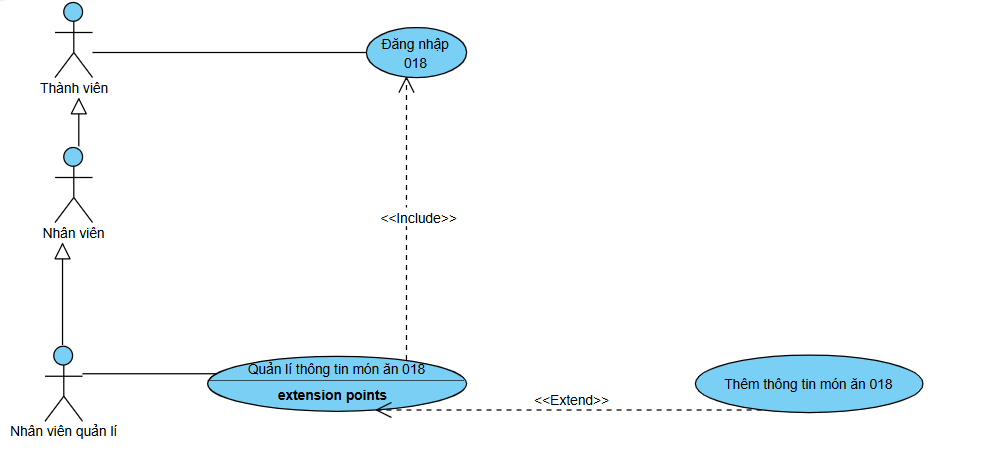 Đăng nhập
018
Thành viên
Nhân viên
<<Include>>
Quản lí thông tin món ăn 018
extension points
Thêm thông tin món ăn 018
<<Extend>>
Nhân viên quản lí